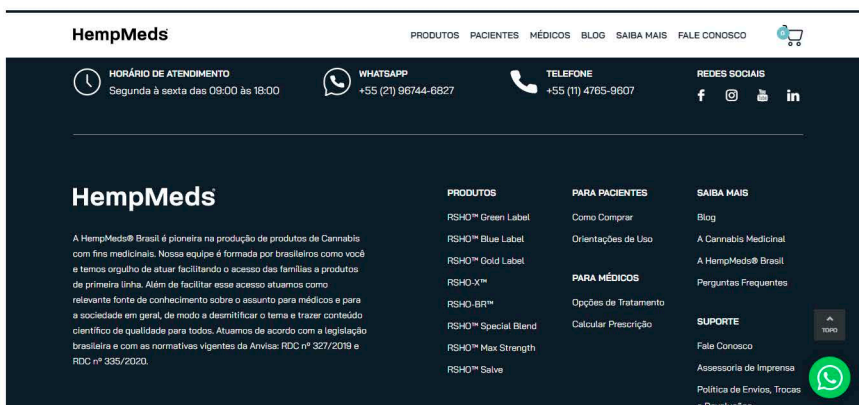 HempMeds
PRODUTOS PACIENTES MÉDICOS BLOG SAIBA MAIS FALE CONOSCO
0
HORÁRIO DE ATENDIMENTO
Segunda à sexta das 09:00 às 18:00
WHATSAPP
+55 (21) 96744-6827
TELEFONE
+55 (11) 4765-9607
REDES SOCIAIS
HempMeds
A HempMeds® Brasil é pioneira na produção de produtos de Cannabis
com fins medicinais. Nossa equipe é formada por brasileiros como você
e temos orgulho de atuar facilitando o acesso das famílias a produtos
de primeira linha. Além de facilitar esse acesso atuamos como
relevante fonte de conhecimento sobre o assunto para médicos e para
a sociedade em geral, de modo a desmitificar o tema e trazer conteúdo
científico de qualidade para todos. Atuamos de acordo com a legislação
brasileira e com as normativas vigentes da Anvisa: RDC nº 327/2019 e
RDC nº 335/2020.
PRODUTOS
RSHO™ Green Label
RSHO™ Blue Label
RSHO™ Gold Label
RSHO-X™
RSHO-BR™
RSHO™ Special Blend
RSHO™ Max Strength
RSHO™ Salve
PARA PACIENTES
Como Comprar
Orientações de Uso
PARA MÉDICOS
Opções de Tratamento
Calcular Prescrição
SAIBA MAIS
Blog
A Cannabis Medicinal
A HempMeds® Brasil
Perguntas Frequentes
SUPORTE
Fale Conosco
Assessoria de Imprensa
Política de Envios, Trocas
e Devoluções
TOPO